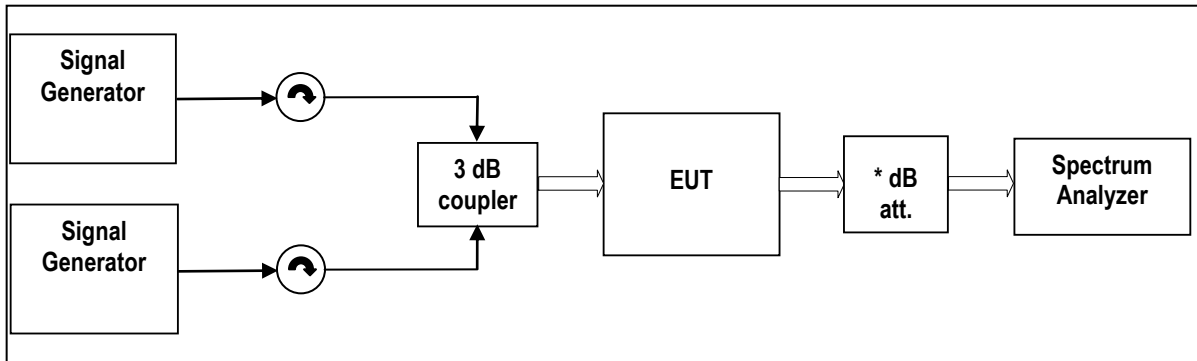 Signal
Generator
3 dB
coupler
EUT
* dB
att.
Spectrum
Analyzer
Signal
Generator